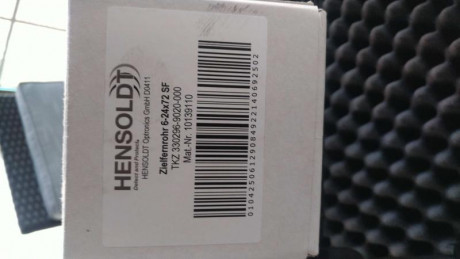 HENSOLDT
Detect and Protect.
HENSOLDT Optronics GmbH D0411
Zielfernrohr 6-24x72 SF
TKZ 330296-9020-000
Mat.-Nr. 10139110
01042506129084922140692502